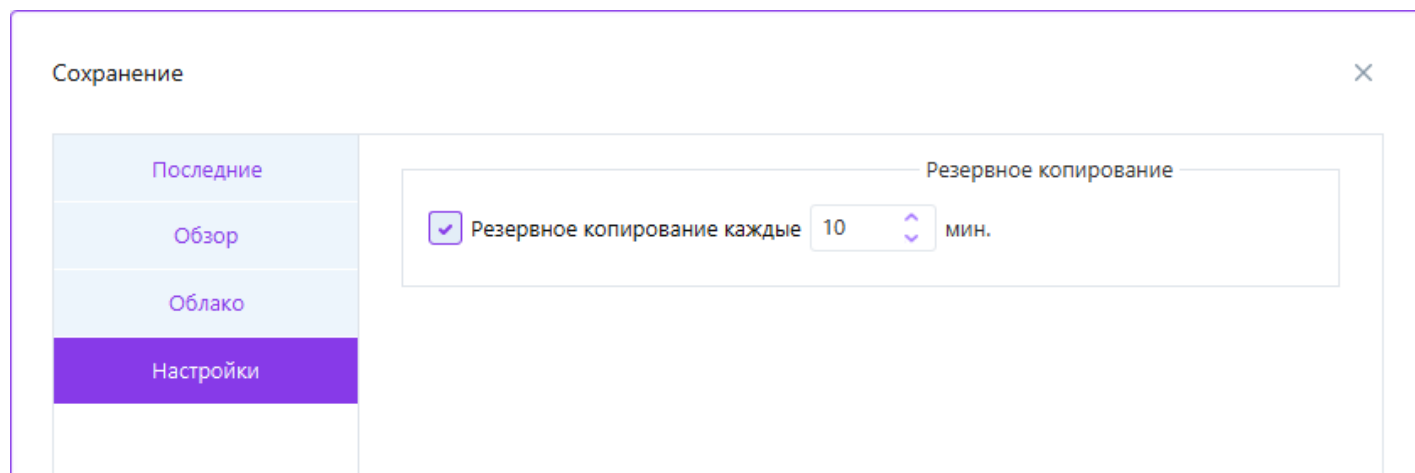 Сохранение
Последние
Обзор
Облако
Настройки
Резервное копирование
Резервное копирование каждые 10 мин.